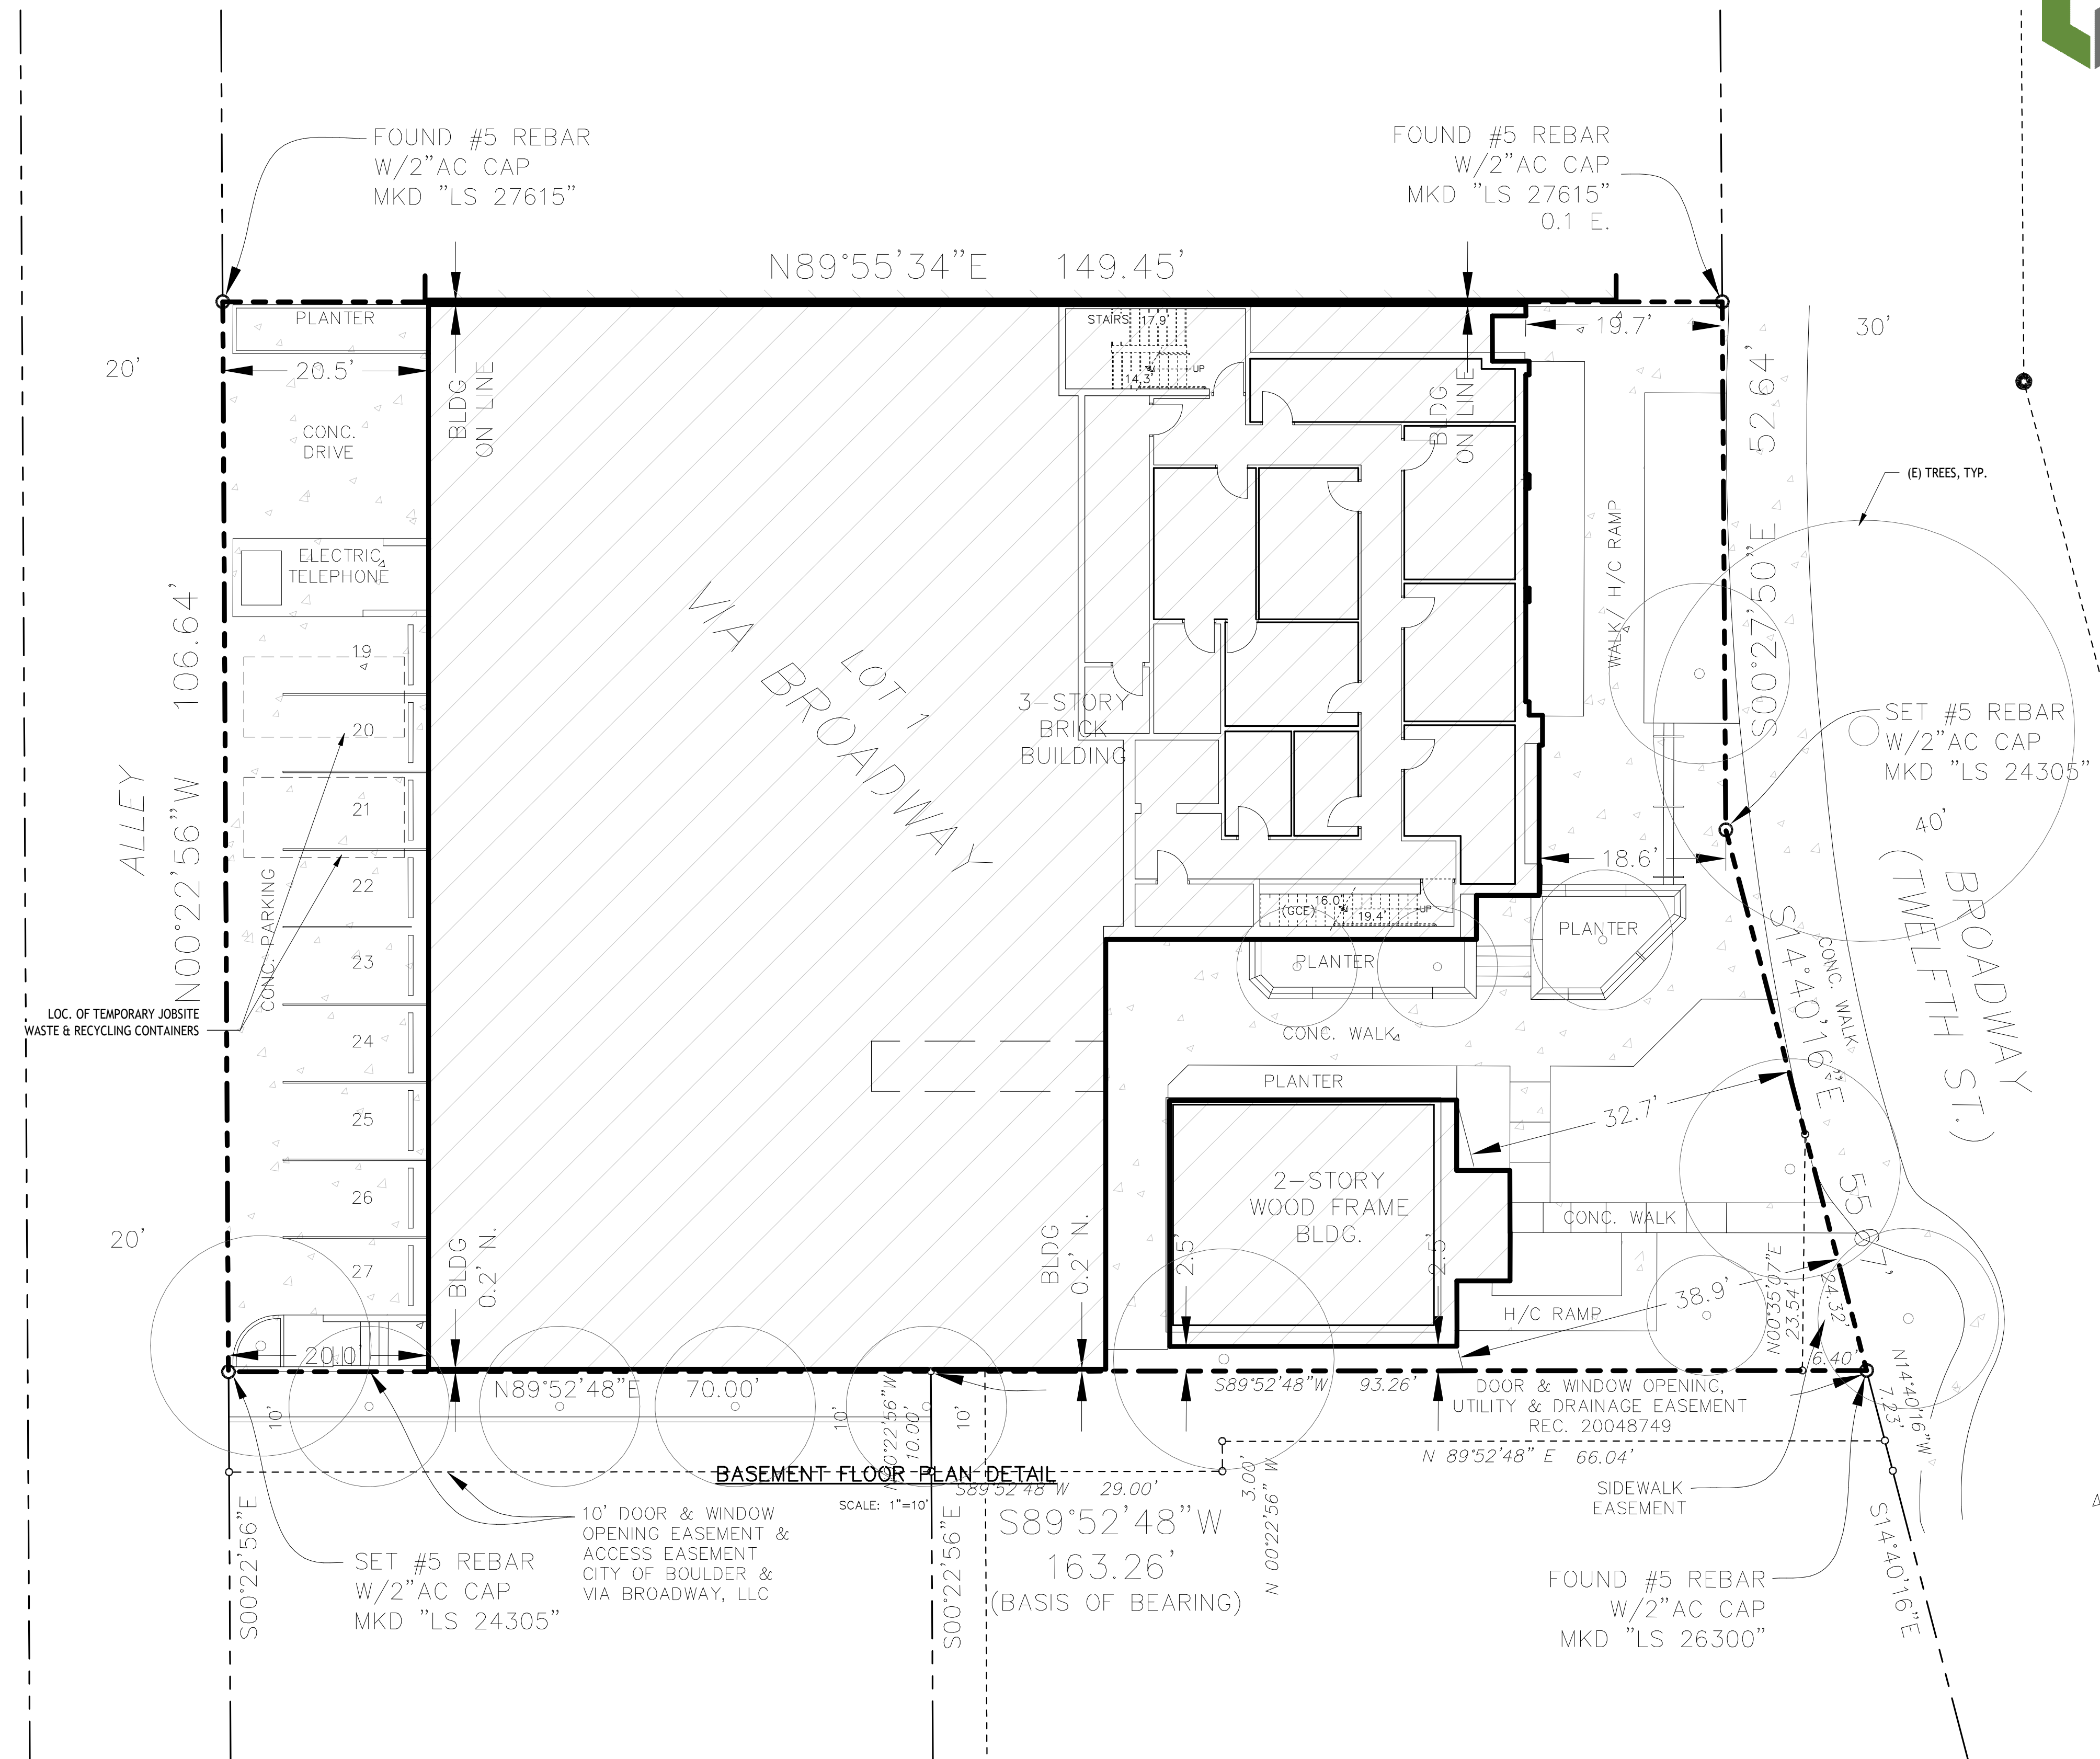 FOUND #5 REBAR
W/2"AC CAP
MKD "LS 27615"
FOUND #5 REBAR
W/2"AC CAP
MKD "LS 27615"
0.1 E.
N89°55'34"E 149.45'
PLANTER
20.5'
20'
CONC.
DRIVE
BLDG
ON LINE
STAIRS
17.9'
14.3'
UP
BLDG
ON LINE
19.7'
30'
S00°27'50"E 52.64'
(E) TREES, TYP.
WALK/ H/C RAMP
ELECTRIC
TELEPHONE
N00°22'56"W 106.64'
ALLEY
19
20
21
22
23
24
25
26
27
CONC. PARKING
LOC. OF TEMPORARY JOBSITE
WASTE & RECYCLING CONTAINERS
VIA BROADWAY
LOT 1
3-STORY
BRICK
BUILDING
SET #5 REBAR
W/2"AC CAP
MKD "LS 24305"
40'
BROADWAY
(TWELFTH ST.)
18.6'
(GCE)
16.0'
19.4'
UP
PLANTER
PLANTER
CONC. WALK
S14°40'16"E 55.77'
CONC. WALK
PLANTER
32.7'
2-STORY
WOOD FRAME
BLDG.
2.5'
2.5'
CONC. WALK
H/C RAMP
38.9'
N00°35'07"E
23.54'
24.32'
6.40'
20'
BLDG
0.2' N.
BLDG
0.2' N.
20.0'
N89°52'48"E 70.00'
S89°52'48"W 93.26'
DOOR & WINDOW OPENING,
UTILITY & DRAINAGE EASEMENT
REC. 20048749
N14°40'16"W
7.23'
10'
10'
N00°22'56"W
10.00'
10'
N 89°52'48" E 66.04'
BASEMENT FLOOR PLAN DETAIL
SCALE: 1"=10'
S89°52'48"W 29.00'
3.00'
N 00°22'56" W
SIDEWALK
EASEMENT
10' DOOR & WINDOW
OPENING EASEMENT &
ACCESS EASEMENT
CITY OF BOULDER &
VIA BROADWAY, LLC
SET #5 REBAR
W/2"AC CAP
MKD "LS 24305"
S00°22'56"E
S00°22'56"E
S89°52'48"W
163.26'
(BASIS OF BEARING)
FOUND #5 REBAR
W/2"AC CAP
MKD "LS 26300"
S14°40'16"E